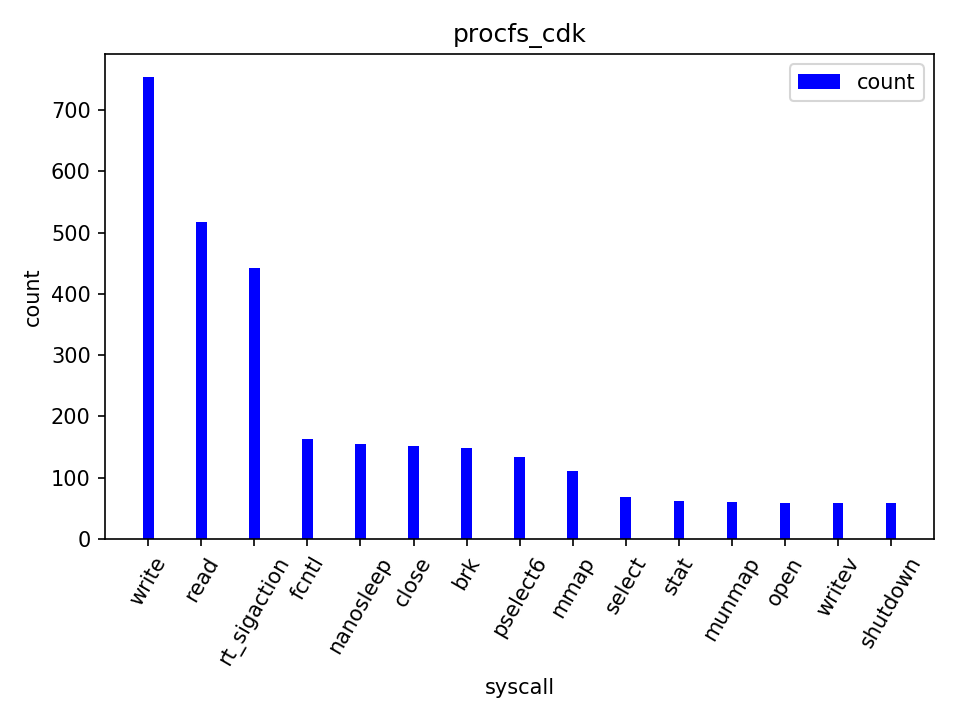 procfs_cdk
count
700
600
500
400
300
200
100
0
count
write
read
rt_sigaction
fcntl
nanosleep
close
brk
pselect6
mmap
select
stat
munmap
open
writev
shutdown
syscall